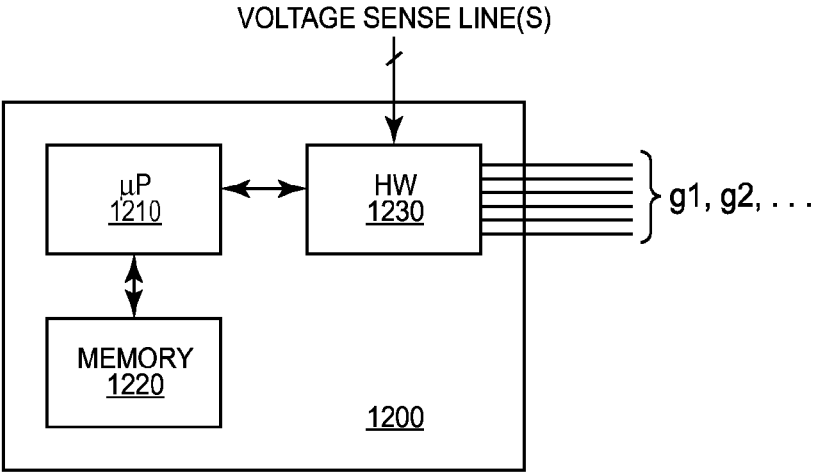 VOLTAGE SENSE LINE(S)
μP
1210
HW
1230
g1, g2, . . .
MEMORY
1220
1200